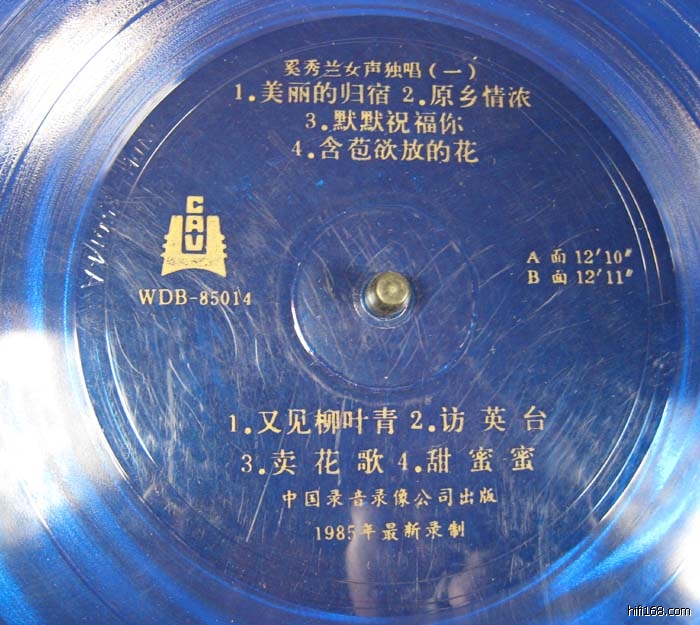 奚秀兰女声独唱(一)
1.美丽的归宿 2.原乡情浓
3.默默祝福你
4.含苞欲放的花
CAV
WDB-85014
A 面 12'10"
B 面 12'11"
1.又见柳叶青 2.访英台
3.卖花歌 4.甜蜜蜜
中国录音录像公司出版
1985年最新录制
hifi168.com